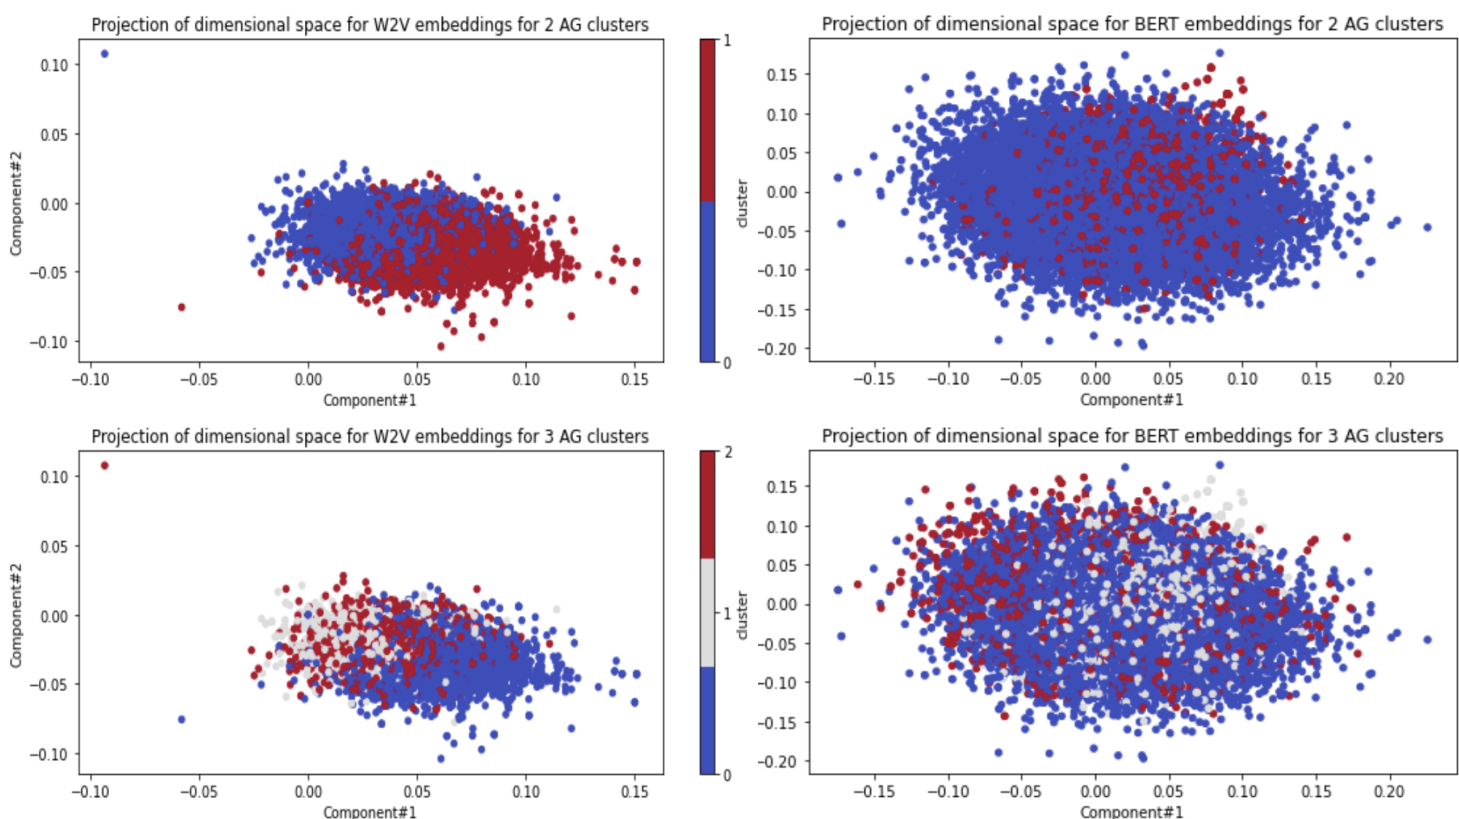 Projection of dimensional space for W2V embeddings for 2 AG clusters
0.10
0.05
0.00
−0.05
−0.10
Component#2
−0.10 −0.05 0.00 0.05 0.10 0.15
Component#1
1
0
cluster
Projection of dimensional space for BERT embeddings for 2 AG clusters
0.15
0.10
0.05
0.00
−0.05
−0.10
−0.15
−0.20
−0.15 −0.10 −0.05 0.00 0.05 0.10 0.15 0.20
Component#1
Projection of dimensional space for W2V embeddings for 3 AG clusters
0.10
0.05
0.00
−0.05
−0.10
Component#2
−0.10 −0.05 0.00 0.05 0.10 0.15
Component#1
2
1
0
cluster
Projection of dimensional space for BERT embeddings for 3 AG clusters
0.15
0.10
0.05
0.00
−0.05
−0.10
−0.15
−0.20
−0.15 −0.10 −0.05 0.00 0.05 0.10 0.15 0.20
Component#1